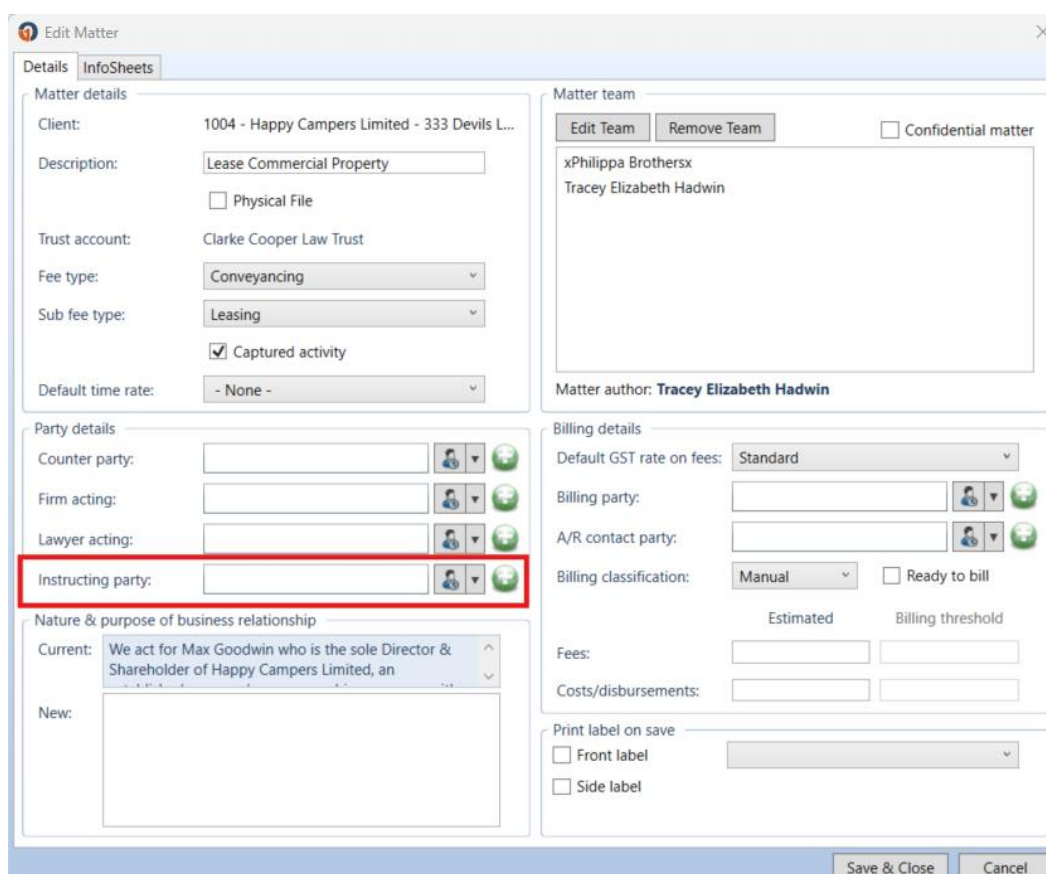 Edit Matter
Details InfoSheets
Matter details
Client: 1004 - Happy Campers Limited - 333 Devils L...
Description: Lease Commercial Property
Physical File
Trust account: Clarke Cooper Law Trust
Fee type: Conveyancing
Sub fee type: Leasing
Captured activity
Default time rate: - None -
Matter team
Edit Team Remove Team Confidential matter
xPhilippa Brothersx
Tracey Elizabeth Hadwin
Matter author: Tracey Elizabeth Hadwin
Party details
Counter party:
Firm acting:
Lawyer acting:
Instructing party:
Billing details
Default GST rate on fees: Standard
Billing party:
A/R contact party:
Billing classification: Manual Ready to bill
Estimated Billing threshold
Fees:
Costs/disbursements:
Nature & purpose of business relationship
Current: We act for Max Goodwin who is the sole Director &
Shareholder of Happy Campers Limited, an
New:
Print label on save
Front label
Side label
Save & Close Cancel